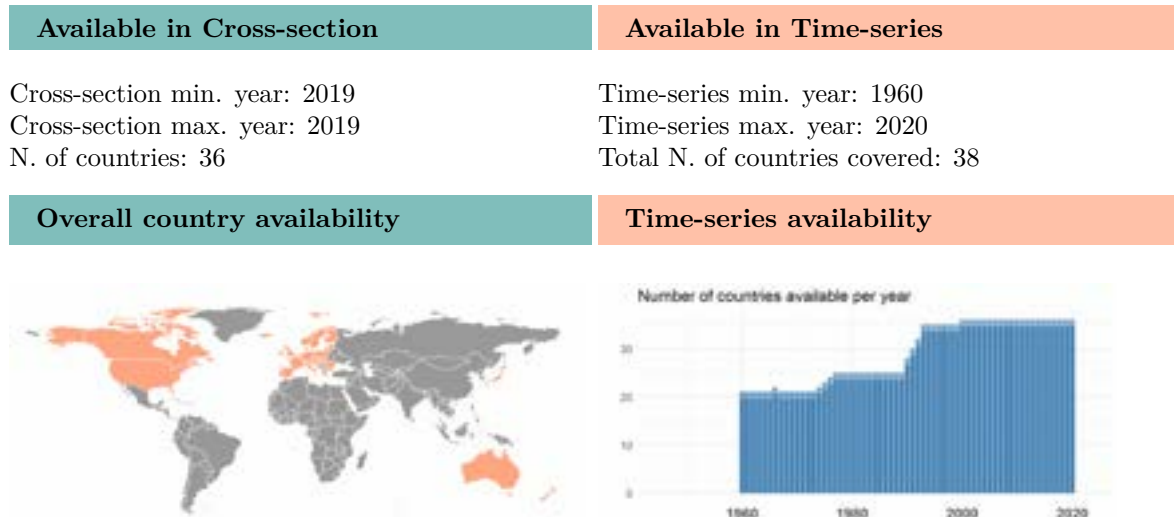 Available in Cross-section
Available in Time-series
Cross-section min. year: 2019
Cross-section max. year: 2019
N. of countries: 36
Time-series min. year: 1960
Time-series max. year: 2020
Total N. of countries covered: 38
Overall country availability
Time-series availability
Number of countries available per year
30
20
10
0
1960 1980 2000 2020